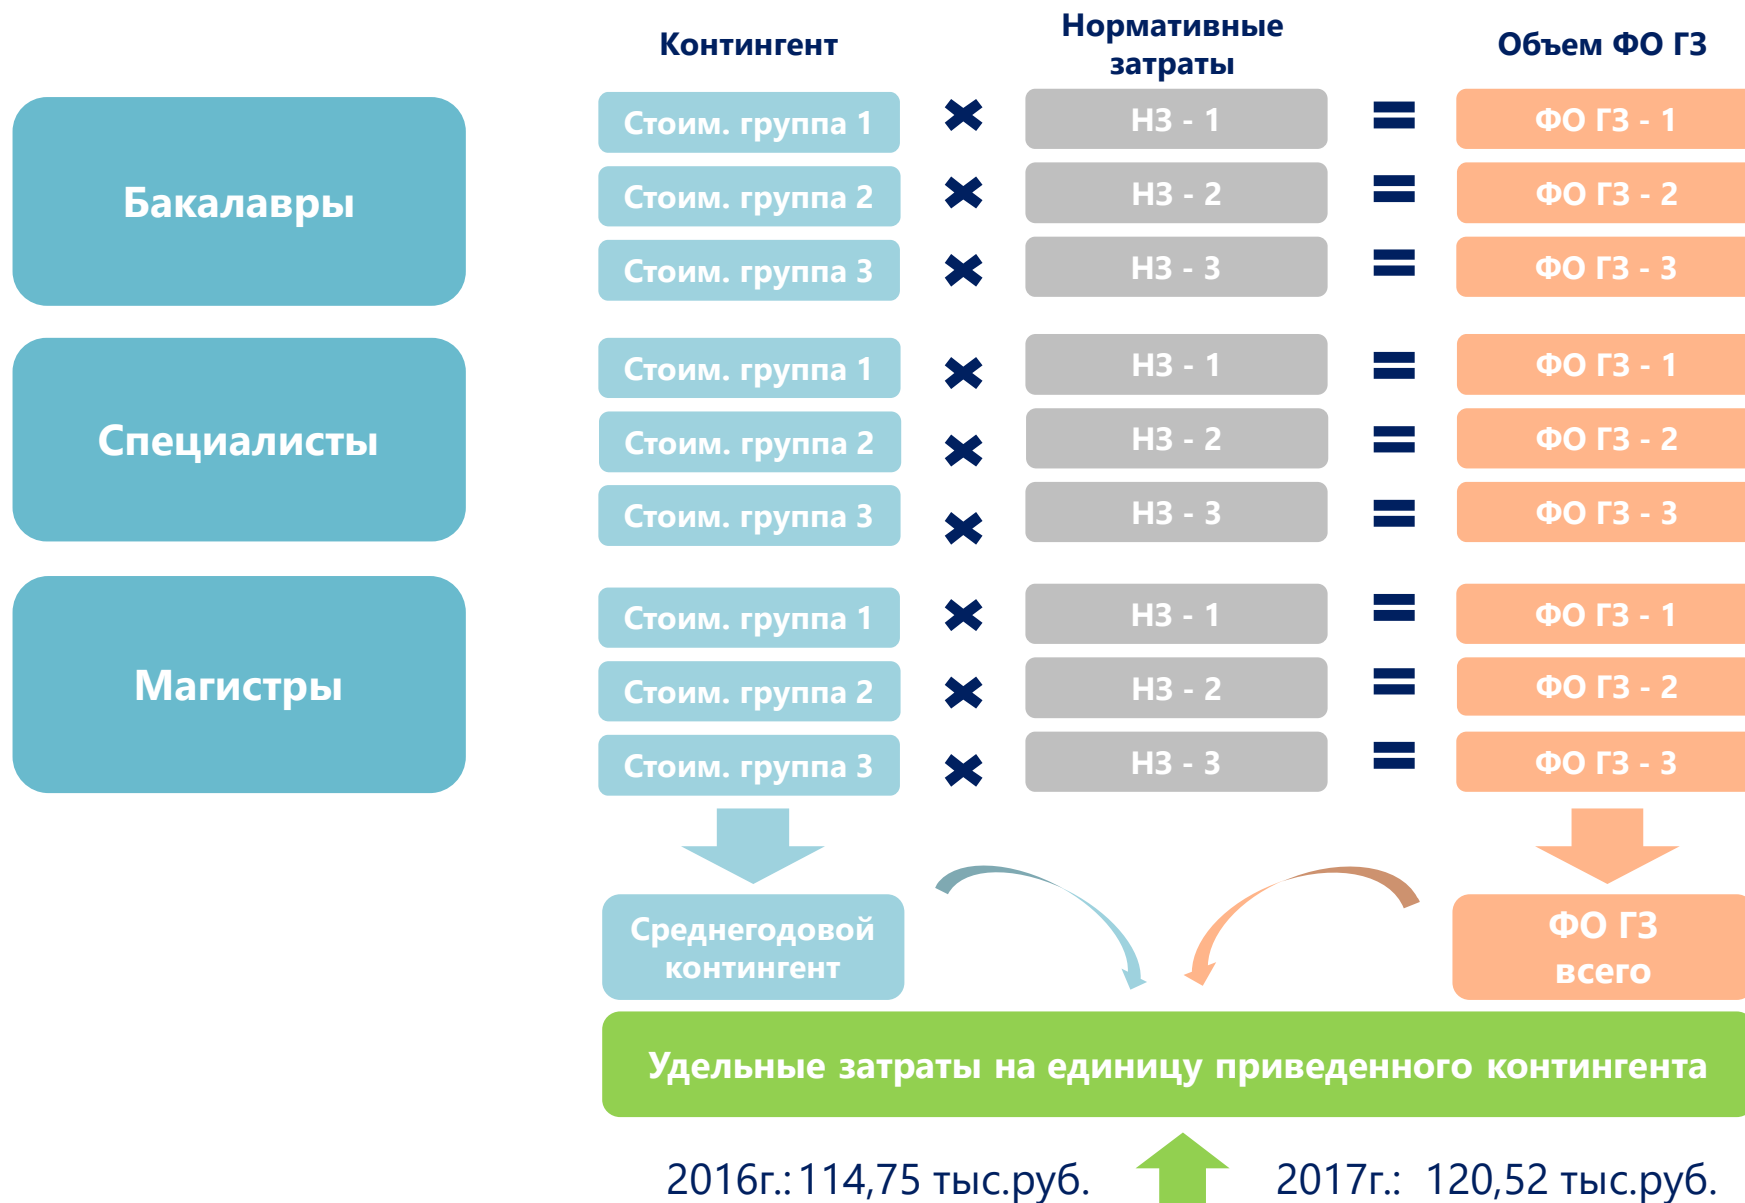 Контингент
Нормативные
затраты
Объем ФО ГЗ
Бакалавры
Стоим. группа 1
НЗ - 1
ФО ГЗ - 1
Стоим. группа 2
НЗ - 2
ФО ГЗ - 2
Стоим. группа 3
НЗ - 3
ФО ГЗ - 3
Специалисты
Стоим. группа 1
НЗ - 1
ФО ГЗ - 1
Стоим. группа 2
НЗ - 2
ФО ГЗ - 2
Стоим. группа 3
НЗ - 3
ФО ГЗ - 3
Магистры
Стоим. группа 1
НЗ - 1
ФО ГЗ - 1
Стоим. группа 2
НЗ - 2
ФО ГЗ - 2
Стоим. группа 3
НЗ - 3
ФО ГЗ - 3
Среднегодовой
контингент
ФО ГЗ
всего
Удельные затраты на единицу приведенного контингента
2016г.: 114,75 тыс.руб.
2017г.: 120,52 тыс.руб.